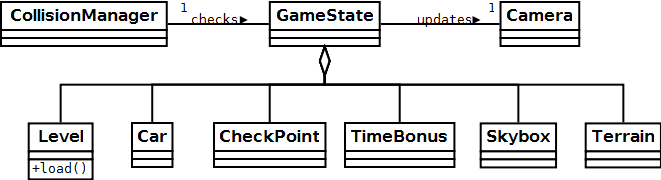 CollisionManager
1
checks▶
GameState
updates▶
1
Camera
Level
+load()
Car
CheckPoint
TimeBonus
Skybox
Terrain